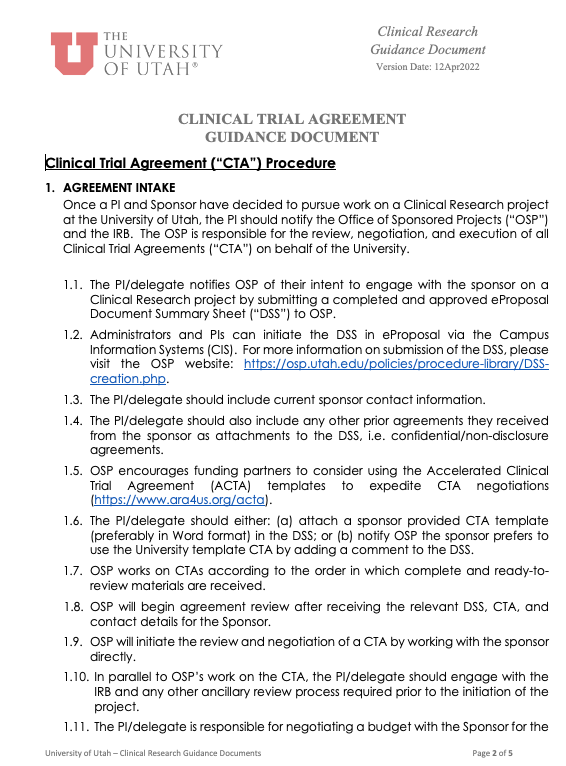 THE
UNIVERSITY
OF UTAH®
Clinical Research
Guidance Document
Version Date: 12Apr2022
CLINICAL TRIAL AGREEMENT
GUIDANCE DOCUMENT
Clinical Trial Agreement (“CTA”) Procedure
1. AGREEMENT INTAKE
Once a PI and Sponsor have decided to pursue work on a Clinical Research project
at the University of Utah, the PI should notify the Office of Sponsored Projects (“OSP”)
and the IRB. The OSP is responsible for the review, negotiation, and execution of all
Clinical Trial Agreements (“CTA”) on behalf of the University.
1.1. The PI/delegate notifies OSP of their intent to engage with the sponsor on a
Clinical Research project by submitting a completed and approved eProposal
Document Summary Sheet (“DSS”) to OSP.
1.2. Administrators and PIs can initiate the DSS in eProposal via the Campus
Information Systems (CIS). For more information on submission of the DSS, please
visit the OSP website: https://osp.utah.edu/policies/procedure-library/DSS-
creation.php.
1.3. The PI/delegate should include current sponsor contact information.
1.4. The PI/delegate should also include any other prior agreements they received
from the sponsor as attachments to the DSS, i.e. confidential/non-disclosure
agreements.
1.5. OSP encourages funding partners to consider using the Accelerated Clinical
Trial Agreement (ACTA) templates to expedite CTA negotiations
(https://www.ara4us.org/acta).
1.6. The PI/delegate should either: (a) attach a sponsor provided CTA template
(preferably in Word format) in the DSS; or (b) notify OSP the sponsor prefers to
use the University template CTA by adding a comment to the DSS.
1.7. OSP works on CTAs according to the order in which complete and ready-to-
review materials are received.
1.8. OSP will begin agreement review after receiving the relevant DSS, CTA, and
contact details for the Sponsor.
1.9. OSP will initiate the review and negotiation of a CTA by working with the sponsor
directly.
1.10. In parallel to OSP’s work on the CTA, the PI/delegate should engage with the
IRB and any other ancillary review process required prior to the initiation of the
project.
1.11. The PI/delegate is responsible for negotiating a budget with the Sponsor for the
University of Utah – Clinical Research Guidance Documents
Page 2 of 5